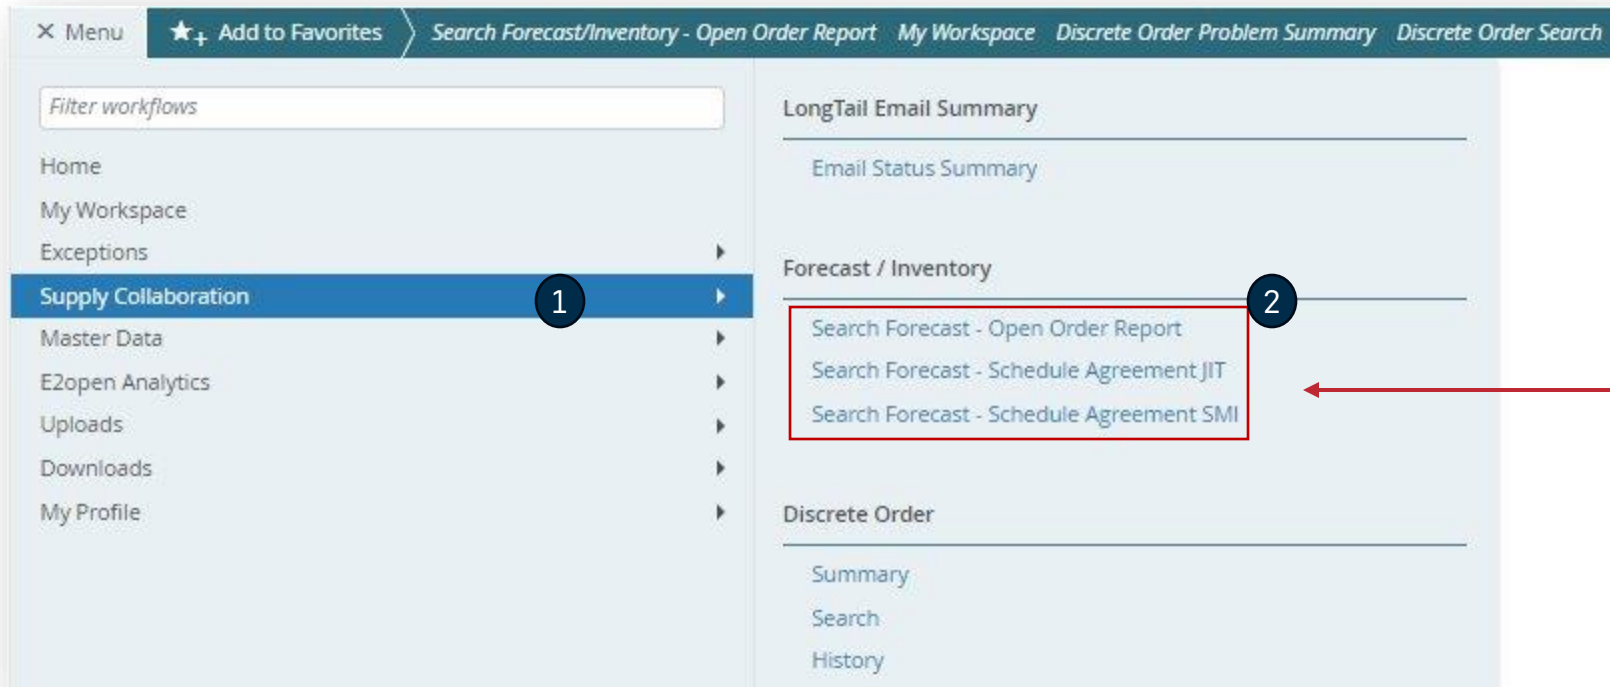 × Menu ★+ Add to Favorites Search Forecast/Inventory - Open Order Report My Workspace Discrete Order Problem Summary Discrete Order Search
Filter workflows
Home
My Workspace
Exceptions
Supply Collaboration 1
Master Data
E2open Analytics
Uploads
Downloads
My Profile
LongTail Email Summary
Email Status Summary
Forecast / Inventory
2
Search Forecast - Open Order Report
Search Forecast - Schedule Agreement JIT
Search Forecast - Schedule Agreement SMI
Discrete Order
Summary
Search
History